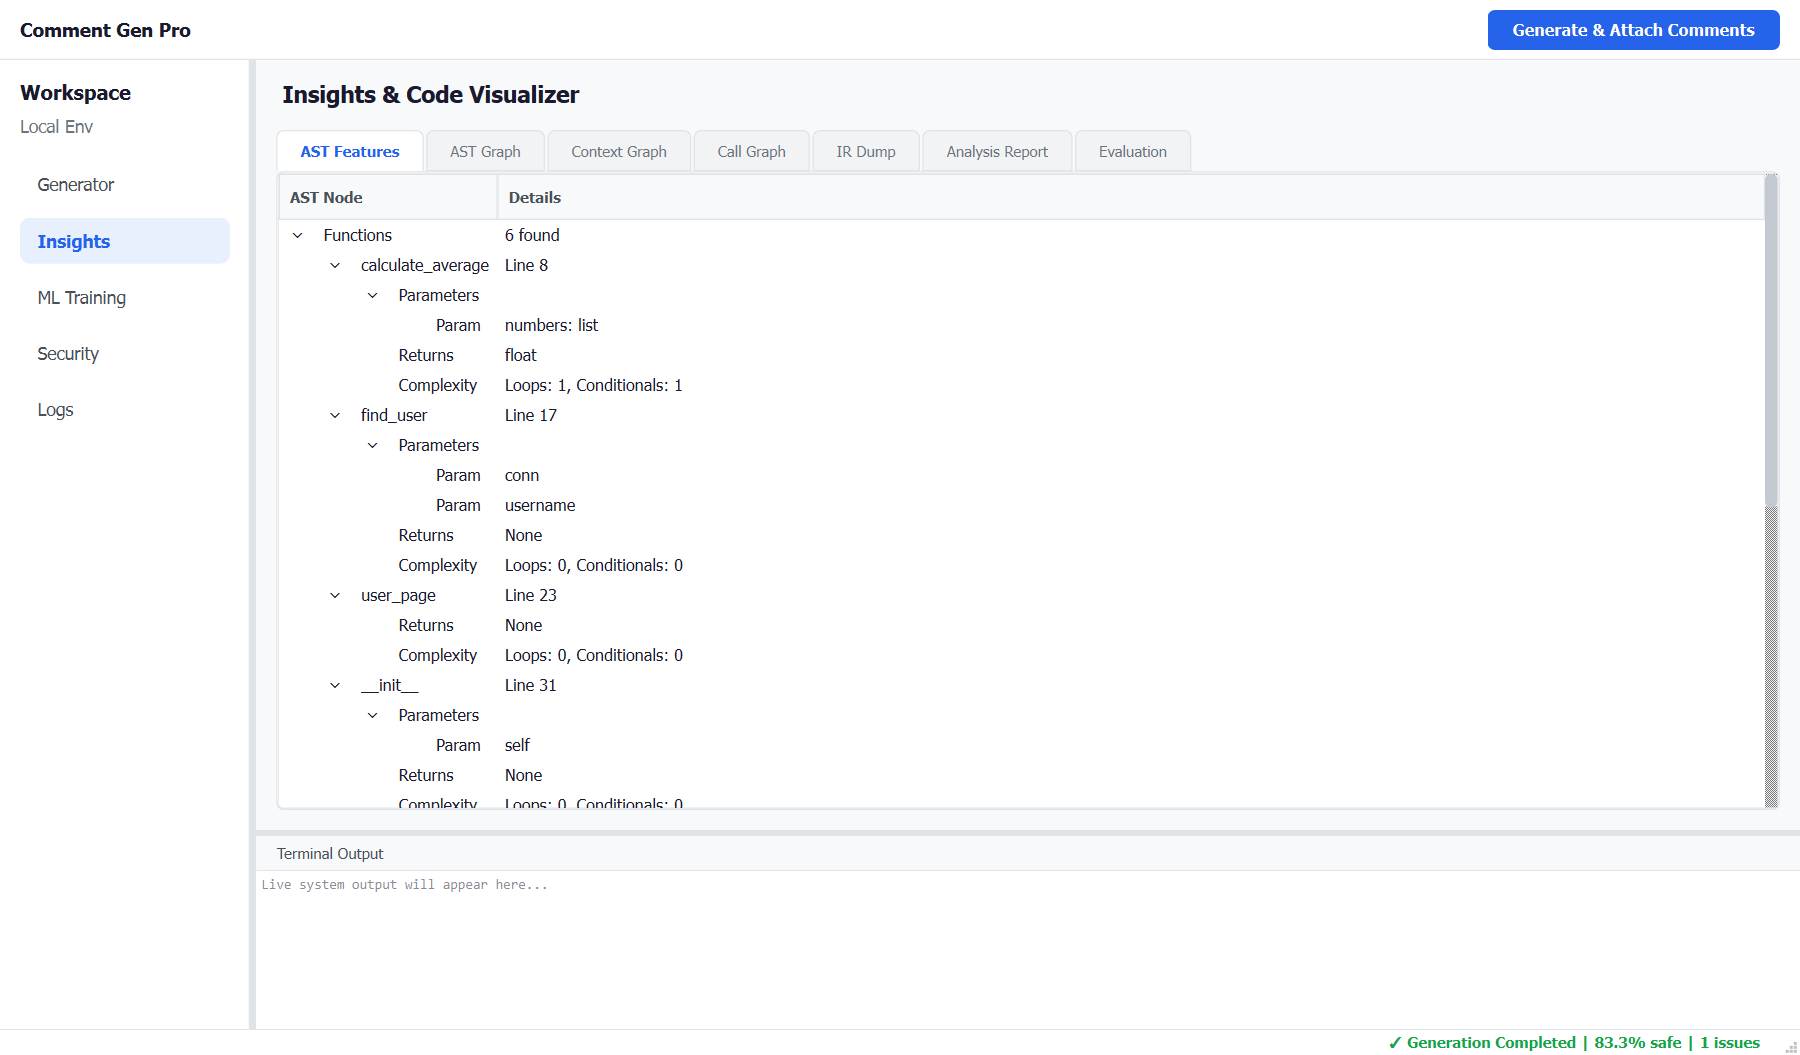 Comment Gen Pro
Generate & Attach Comments
Workspace
Local Env
Generator
Insights
ML Training
Security
Logs
Insights & Code Visualizer
AST Features
AST Graph
Context Graph
Call Graph
IR Dump
Analysis Report
Evaluation
AST Node Details
Functions 6 found
calculate_average Line 8
Parameters
Param numbers: list
Returns float
Complexity Loops: 1, Conditionals: 1
find_user Line 17
Parameters
Param conn
Param username
Returns None
Complexity Loops: 0, Conditionals: 0
user_page Line 23
Returns None
Complexity Loops: 0, Conditionals: 0
__init__ Line 31
Parameters
Param self
Returns None
Complexity Loops: 0, Conditionals: 0
Terminal Output
Live system output will appear here...
✓ Generation Completed | 83.3% safe | 1 issues